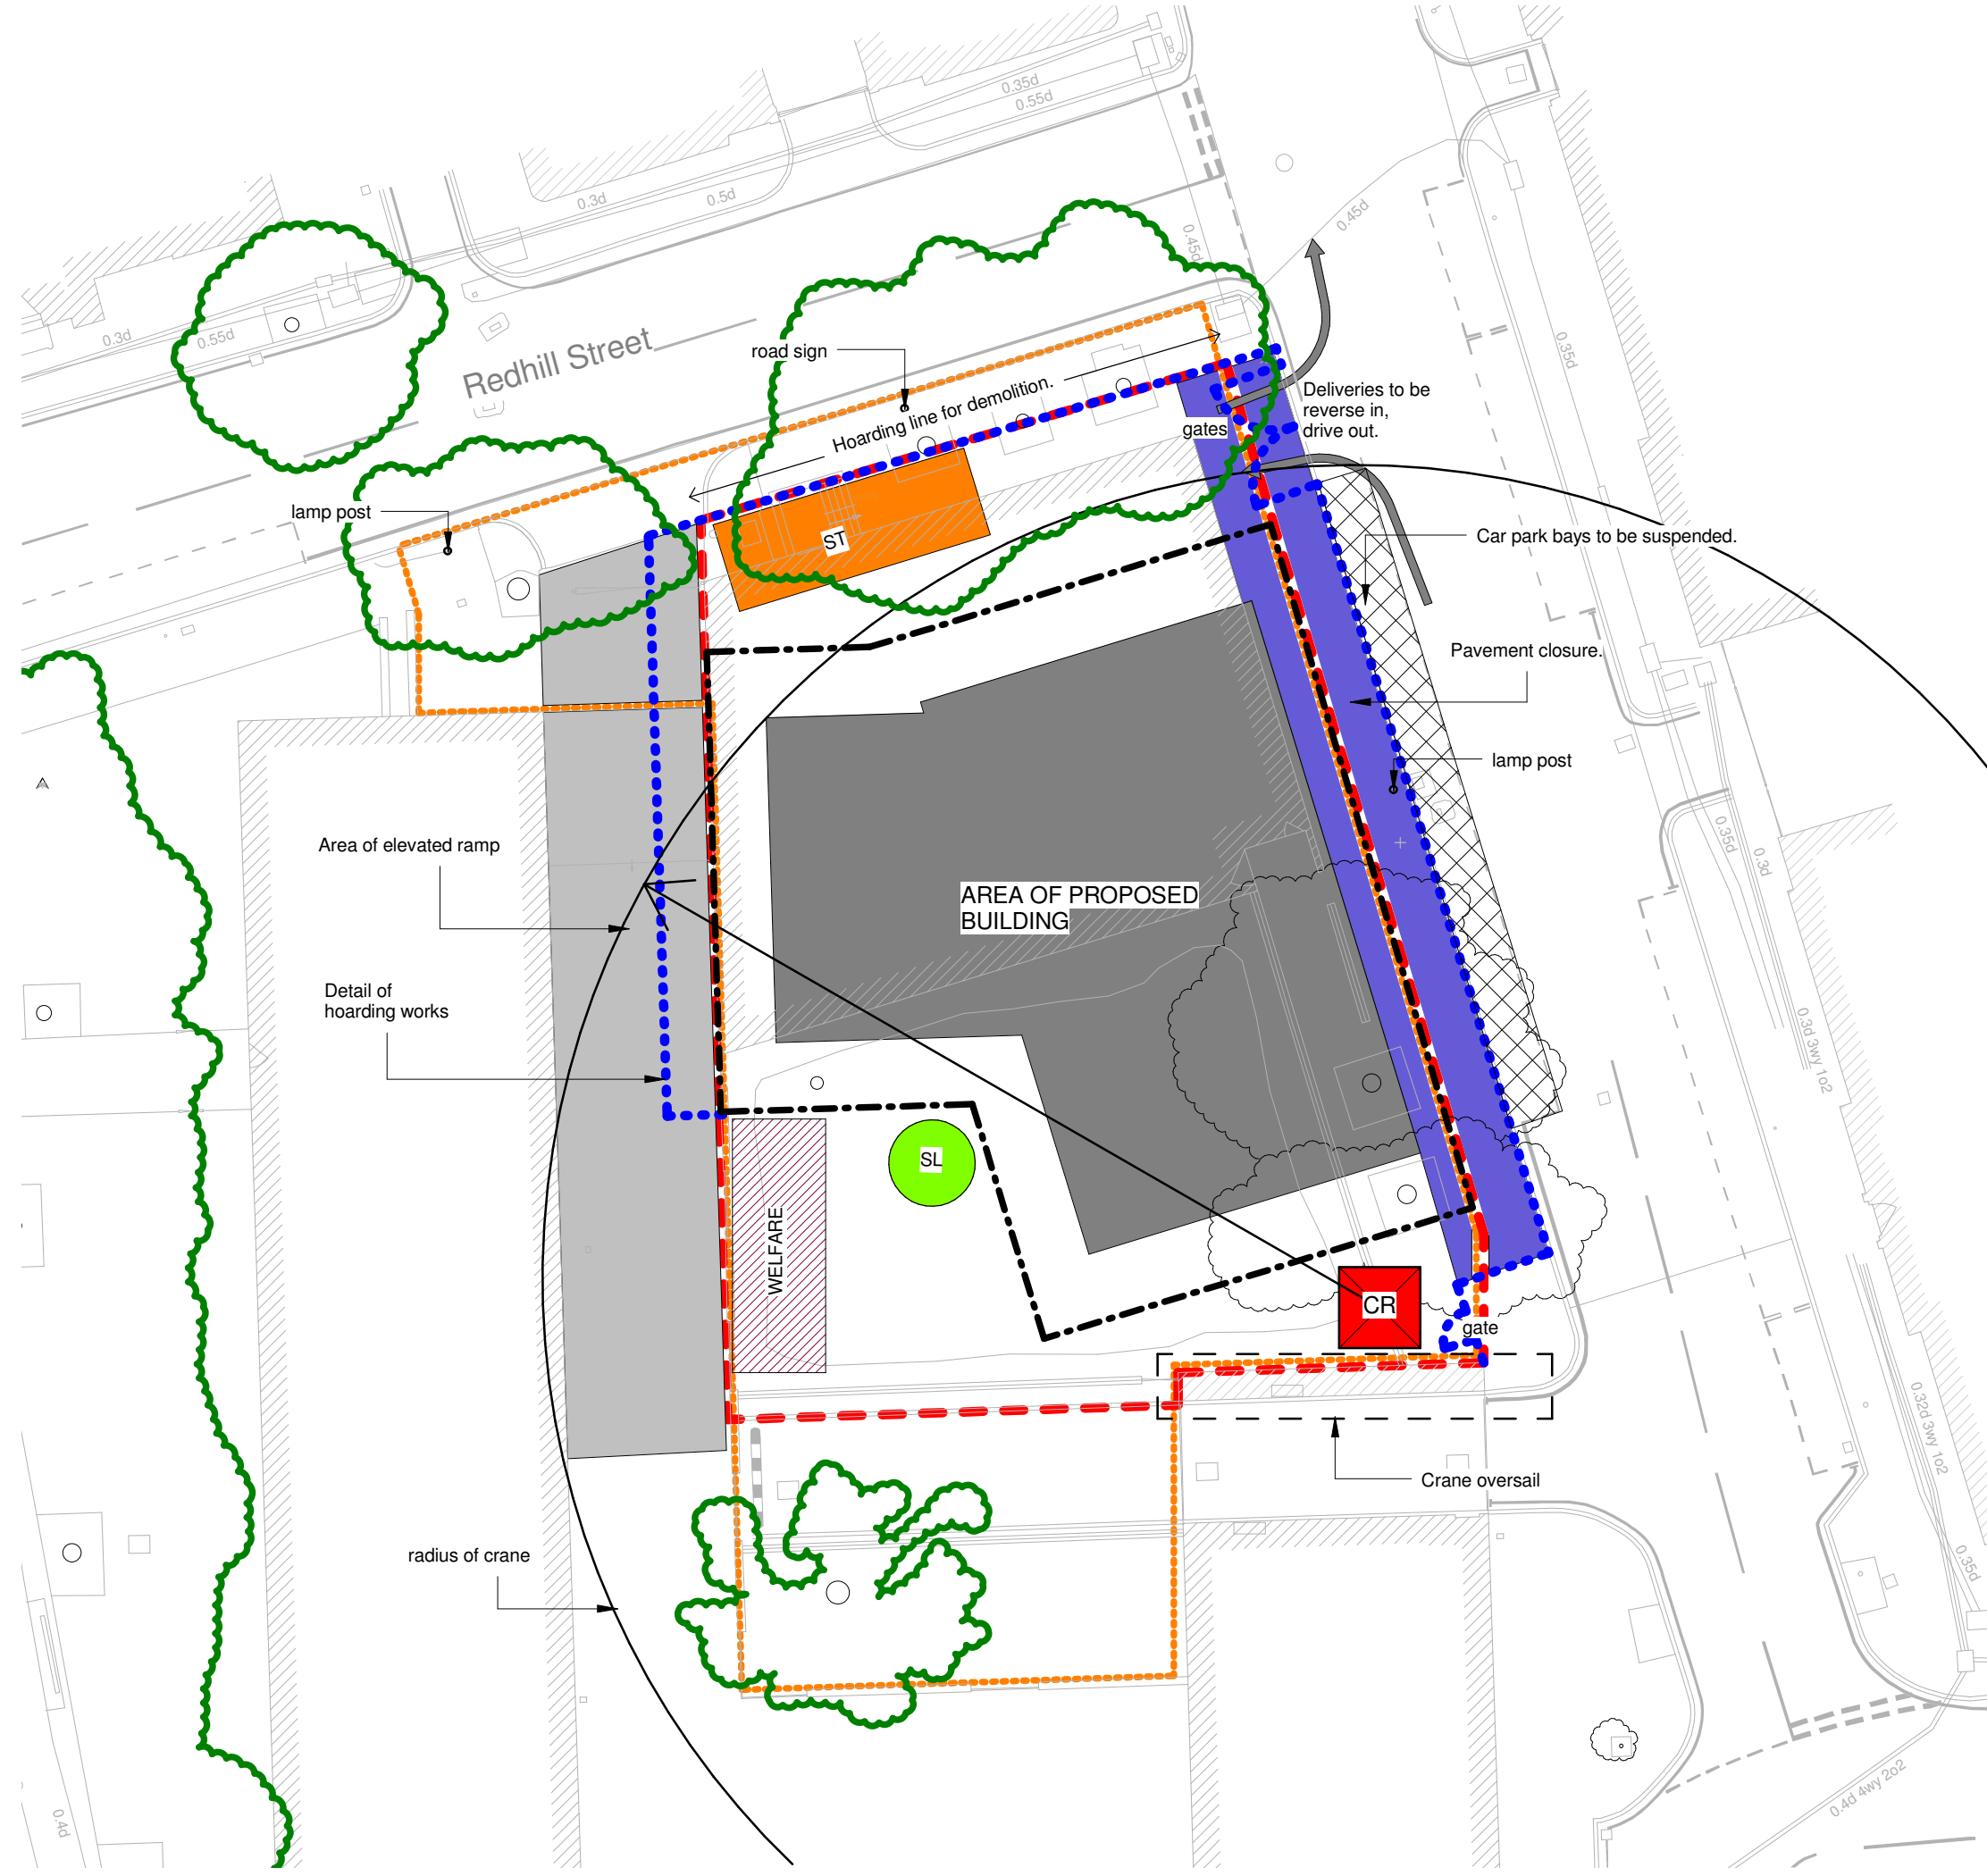 0.35d
0.55d
0.3d
0.5d
0.45d
0.45d
0.3d
0.55d
Redhill Street
road sign
Hoarding line for demolition.
gates
Deliveries to be
reverse in,
drive out.
0.35d
lamp post
ST
Car park bays to be suspended.
Pavement closure.
lamp post
Area of elevated ramp
0.35d
0.3d
AREA OF PROPOSED
BUILDING
Detail of
hoarding works
0.3d 3wy 1o2
SL
WELFARE
CR
gate
0.32d 3wy 1o2
Crane oversail
radius of crane
0.35d
0.4d
0.4d 4wy 2o2